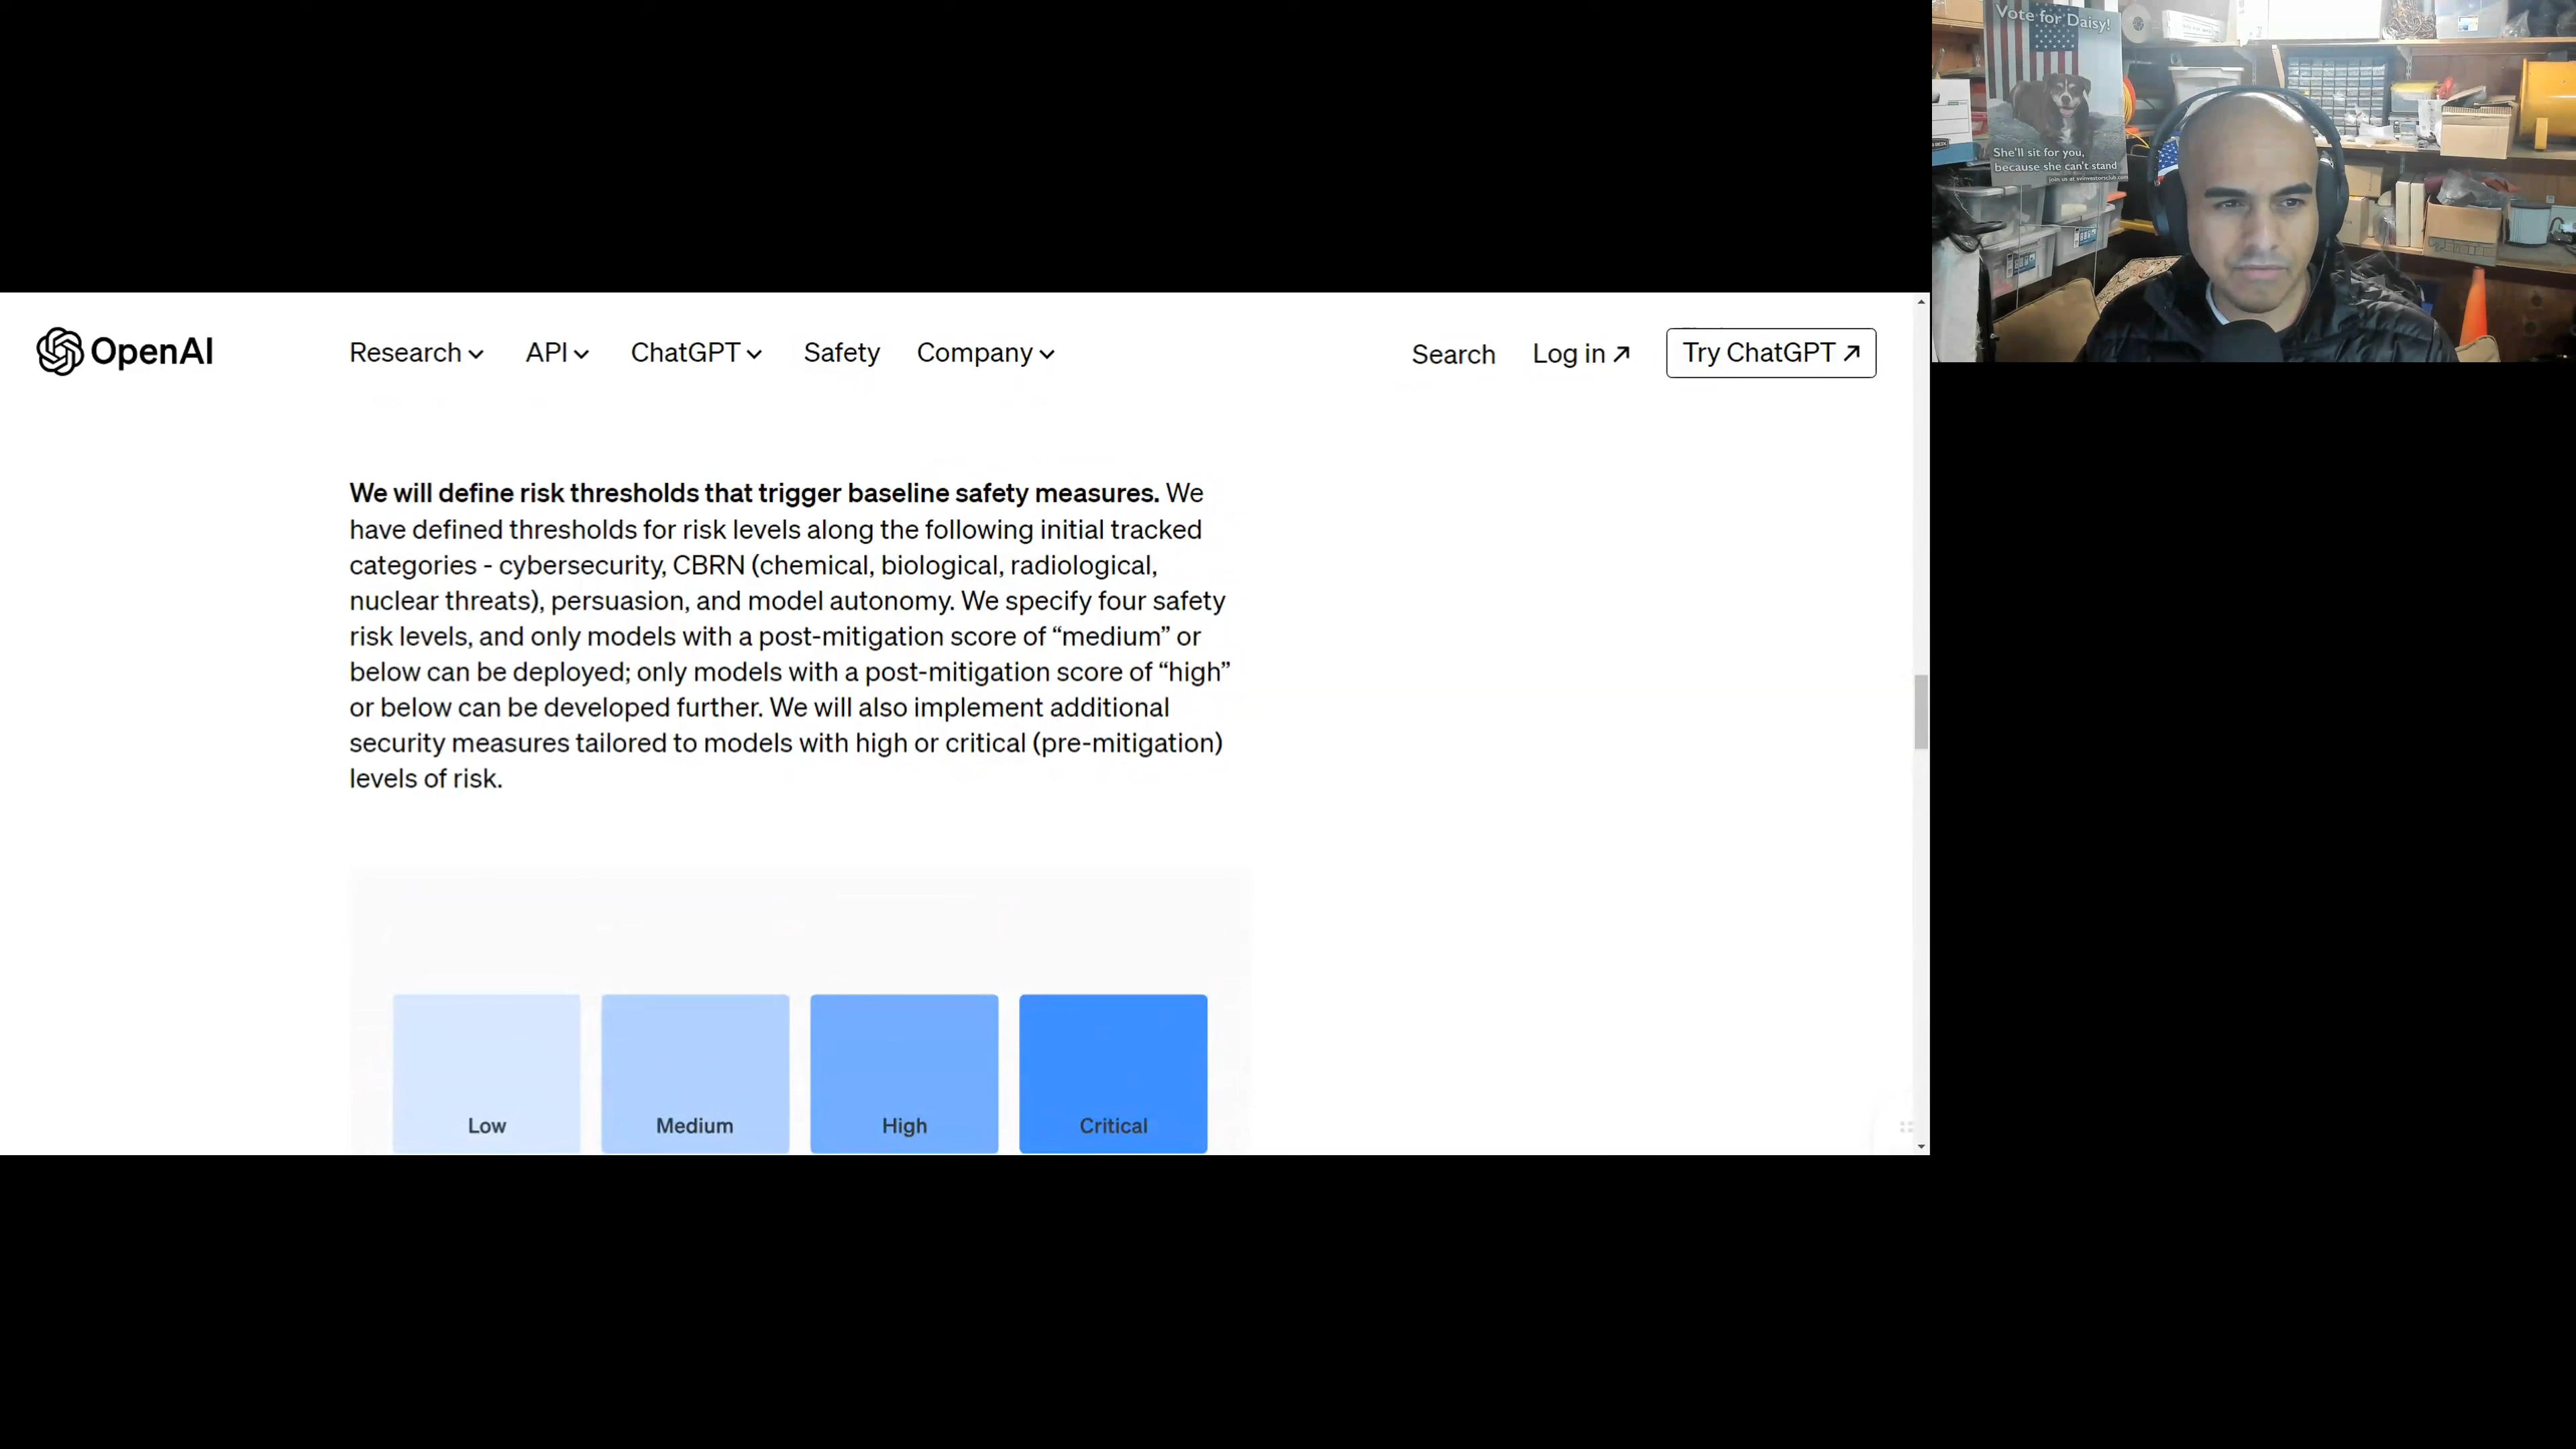 Vote for Daisy!
She'll sit for you,
because she can't stand
join us at svinvestorsclub.com
OpenAI
Research
API
ChatGPT
Safety
Company
Search
Log in
Try ChatGPT
We will define risk thresholds that trigger baseline safety measures. We
have defined thresholds for risk levels along the following initial tracked
categories - cybersecurity, CBRN (chemical, biological, radiological,
nuclear threats), persuasion, and model autonomy. We specify four safety
risk levels, and only models with a post-mitigation score of “medium” or
below can be deployed; only models with a post-mitigation score of “high”
or below can be developed further. We will also implement additional
security measures tailored to models with high or critical (pre-mitigation)
levels of risk.
Low
Medium
High
Critical